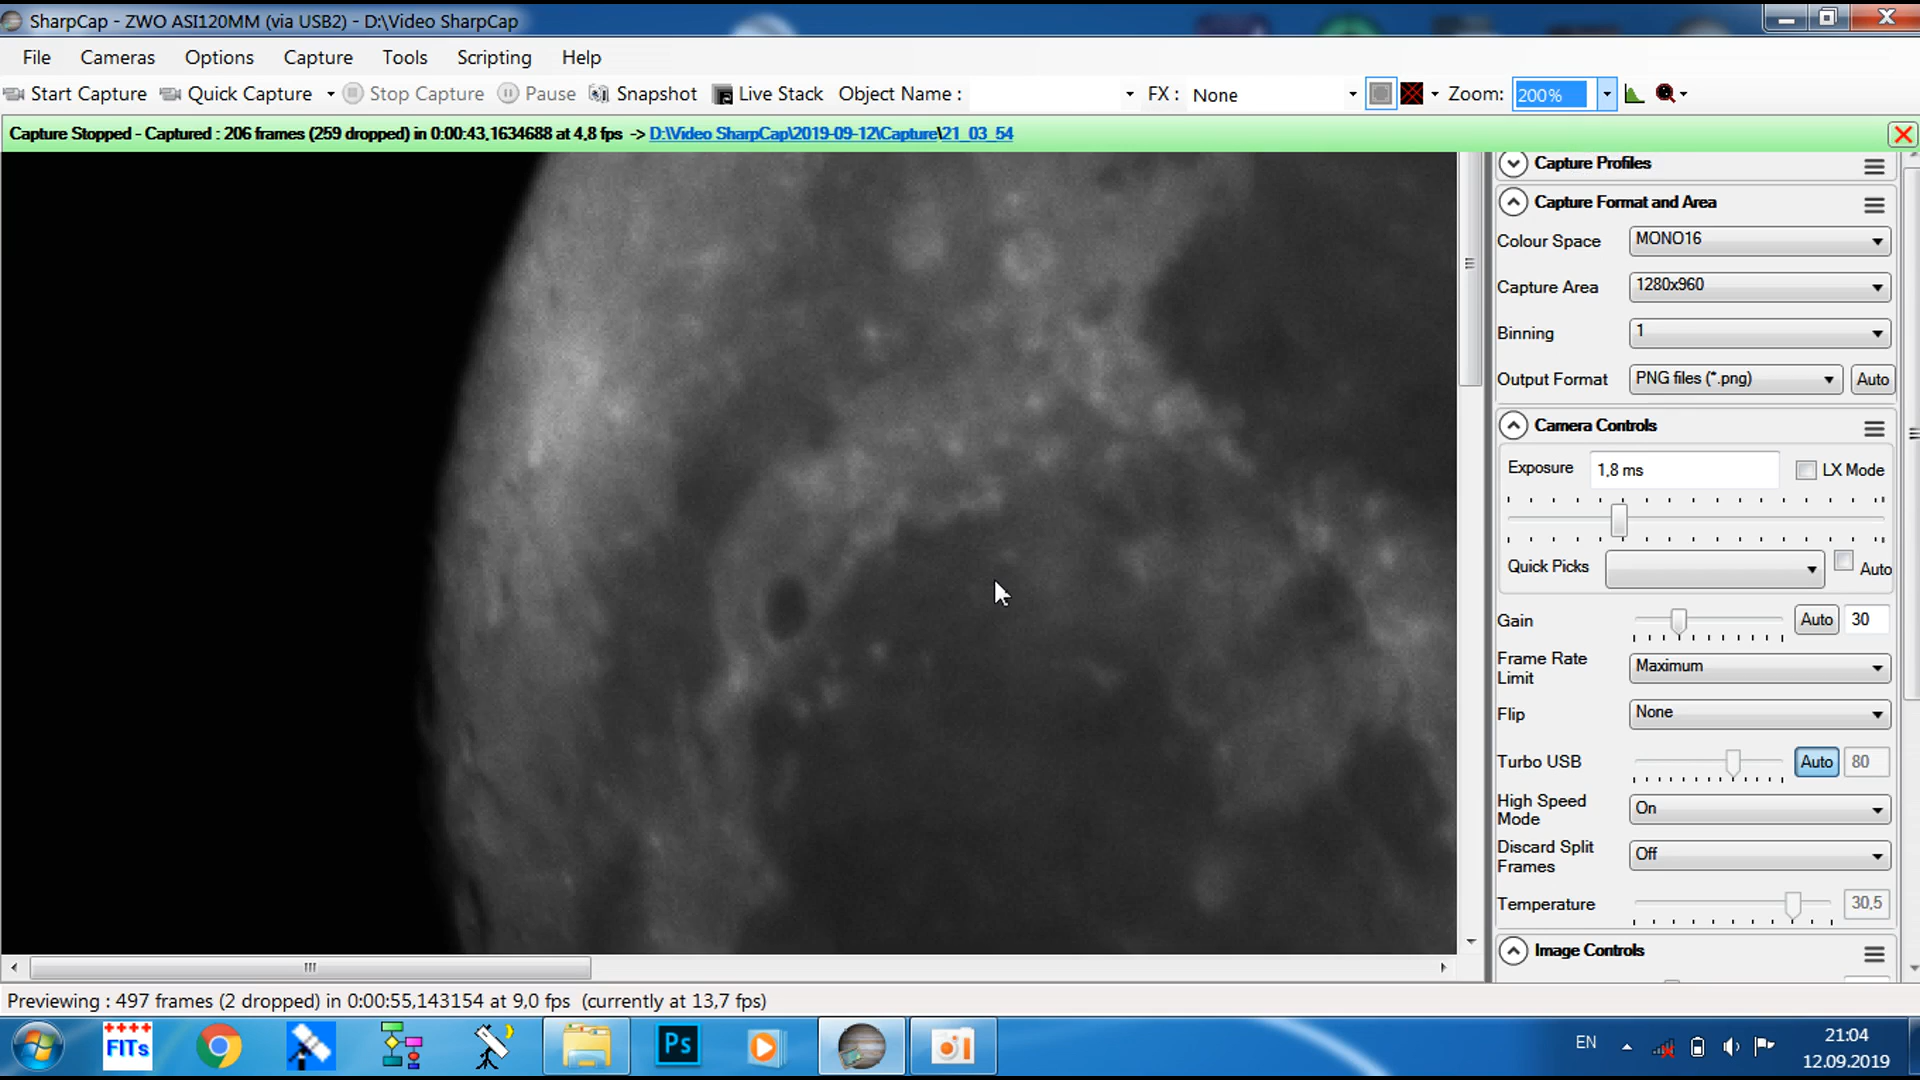 SharpCap - ZWO ASI120MM (via USB2) - D:\Video SharpCap
File Cameras Options Capture Tools Scripting Help
Start Capture Quick Capture Stop Capture Pause Snapshot Live Stack Object Name : FX : None Zoom: 200%
Capture Stopped - Captured : 206 frames (259 dropped) in 0:00:43,1634688 at 4,8 fps -> D:\Video SharpCap\2019-09-12\Capture\21_03_54
Capture Profiles
Capture Format and Area
Colour Space MONO16
Capture Area 1280x960
Binning 1
Output Format PNG files (*.png) Auto
Camera Controls
Exposure 1,8 ms LX Mode
Quick Picks Auto
Gain Auto 30
Frame Rate
Limit Maximum
Flip None
Turbo USB Auto 80
High Speed
Mode On
Discard Split
Frames Off
Temperature 30,5
Image Controls
Previewing : 497 frames (2 dropped) in 0:00:55,143154 at 9,0 fps (currently at 13,7 fps)
FITs
Ps
EN
21:04
12.09.2019